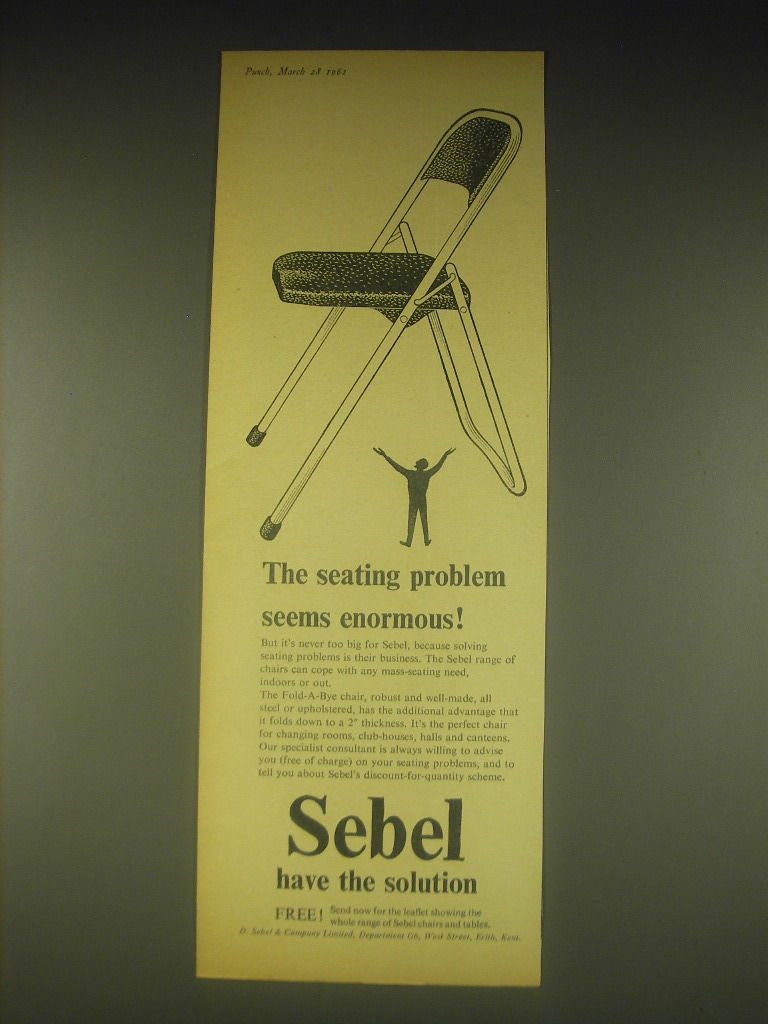 Punch, March 28 1962
The seating problem
seems enormous!
But it's never too big for Sebel, because solving
seating problems is their business. The Sebel range of
chairs can cope with any mass-seating need,
indoors or out.
The Fold-A-Bye chair, robust and well-made, all
steel or upholstered, has the additional advantage that
it folds down to a 2" thickness. It's the perfect chair
for changing rooms, club-houses, halls and canteens.
Our specialist consultant is always willing to advise
you (free of charge) on your seating problems, and to
tell you about Sebel's discount-for-quantity scheme.
Sebel
have the solution
FREE! Send now for the leaflet showing the
whole range of Sebel chairs and tables.
D. Sebel & Company Limited, Department G6, West Street, Erith, Kent.